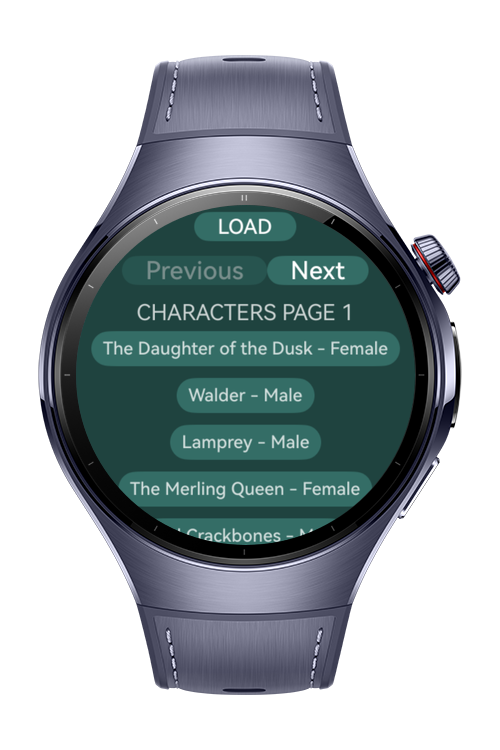 LOAD
Previous Next
CHARACTERS PAGE 1
The Daughter of the Dusk - Female
Walder - Male
Lamprey - Male
The Merling Queen - Female
Crackbones -